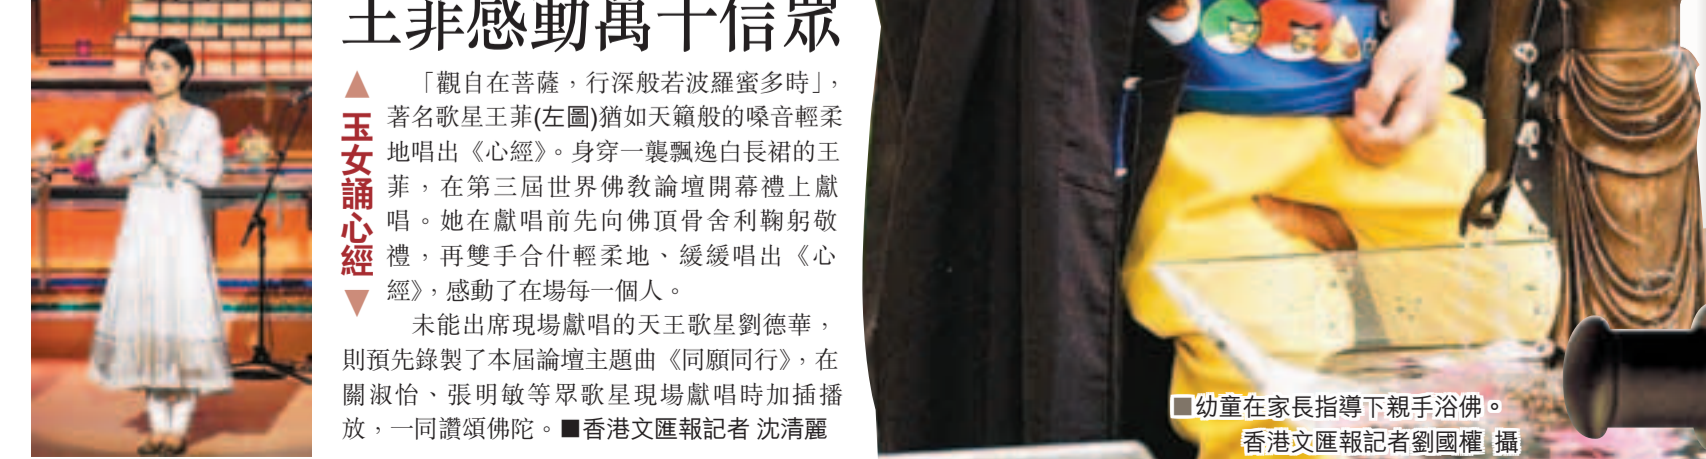 王菲感動萬千信眾
▲玉女誦心經▼
「觀自在菩薩，行深般若波羅蜜多時」，
著名歌星王菲(左圖)猶如天籟般的嗓音輕柔
地唱出《心經》。身穿一襲飄逸白長裙的王
菲，在第三屆世界佛教論壇開幕禮上獻
唱。她在獻唱前先向佛頂骨舍利鞠躬敬
禮，再雙手合什輕柔地、緩緩唱出《心
經》，感動了在場每一個人。
未能出席現場獻唱的天王歌星劉德華，
則預先錄製了本屆論壇主題曲《同願同行》，在
關淑怡、張明敏等眾歌星現場獻唱時加插播
放，一同讚頌佛陀。■香港文匯報記者 沈清麗
■幼童在家長指導下親手浴佛。
香港文匯報記者劉國權 攝